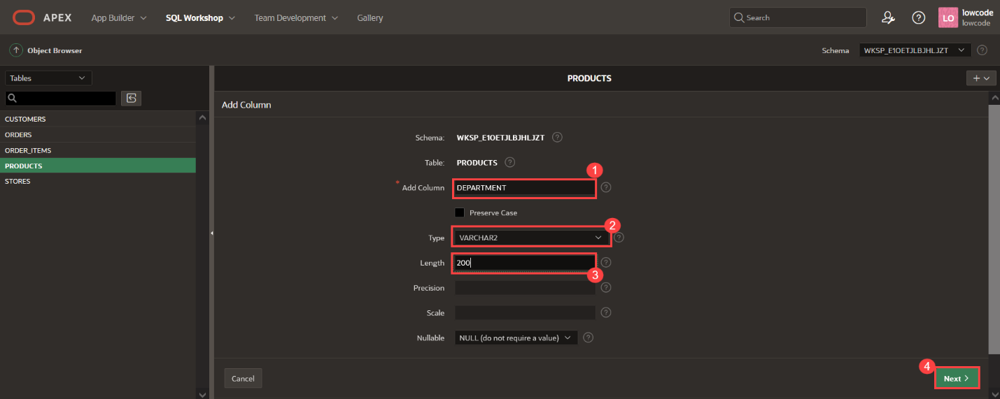 APEX App Builder SQL Workshop Team Development Gallery Search LO lowcode
lowcode
Object Browser Schema WKSP_E1OETJLBJHLJZT
Tables PRODUCTS
CUSTOMERS
ORDERS
ORDER_ITEMS
PRODUCTS
STORES
Add Column
Schema: WKSP_E1OETJLBJHLJZT
Table: PRODUCTS
1
* Add Column DEPARTMENT
Preserve Case
2
Type VARCHAR2
Length 200
3
Precision
Scale
Nullable NULL (do not require a value)
4
Cancel Next